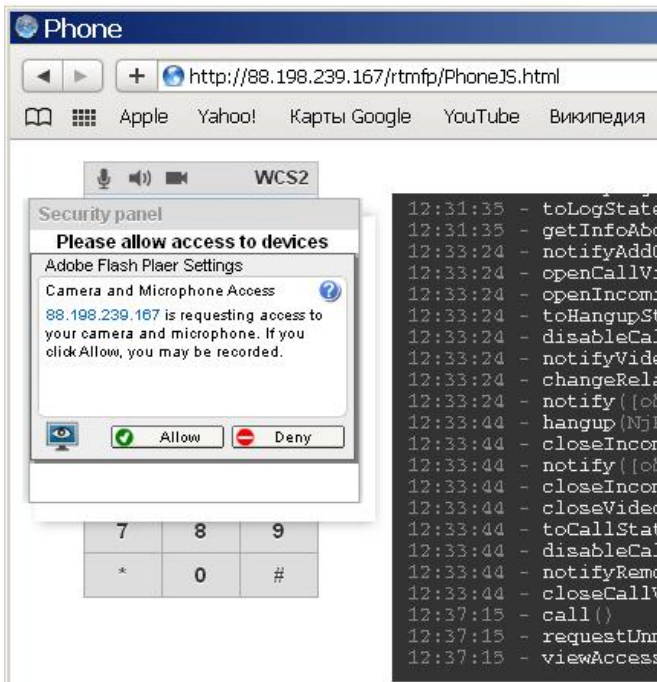 Phone
http://88.198.239.167/rtmfp/PhoneJS.html
Apple Yahoo! Карты Google YouTube Википедия
WCS2
Security panel
Please allow access to devices
Adobe Flash Plaer Settings
Camera and Microphone Access
88.198.239.167 is requesting access to
your camera and microphone. If you
click Allow, you may be recorded.
Allow Deny
7 8 9
* 0 #
12:31:35 - toLogState
12:31:35 - getInfoAbo
12:33:24 - notifyAddC
12:33:24 - openCallVi
12:33:24 - openIncomi
12:33:24 - toHangupSt
12:33:24 - disableCal
12:33:24 - notifyVide
12:33:24 - changeRela
12:33:24 - notify([ob
12:33:44 - hangup(Nj
12:33:44 - closeIncom
12:33:44 - notify([ob
12:33:44 - closeIncom
12:33:44 - closeVideo
12:33:44 - toCallStat
12:33:44 - disableCal
12:33:44 - notifyRemo
12:33:44 - closeCallV
12:37:15 - call()
12:37:15 - requestUnm
12:37:15 - viewAccess